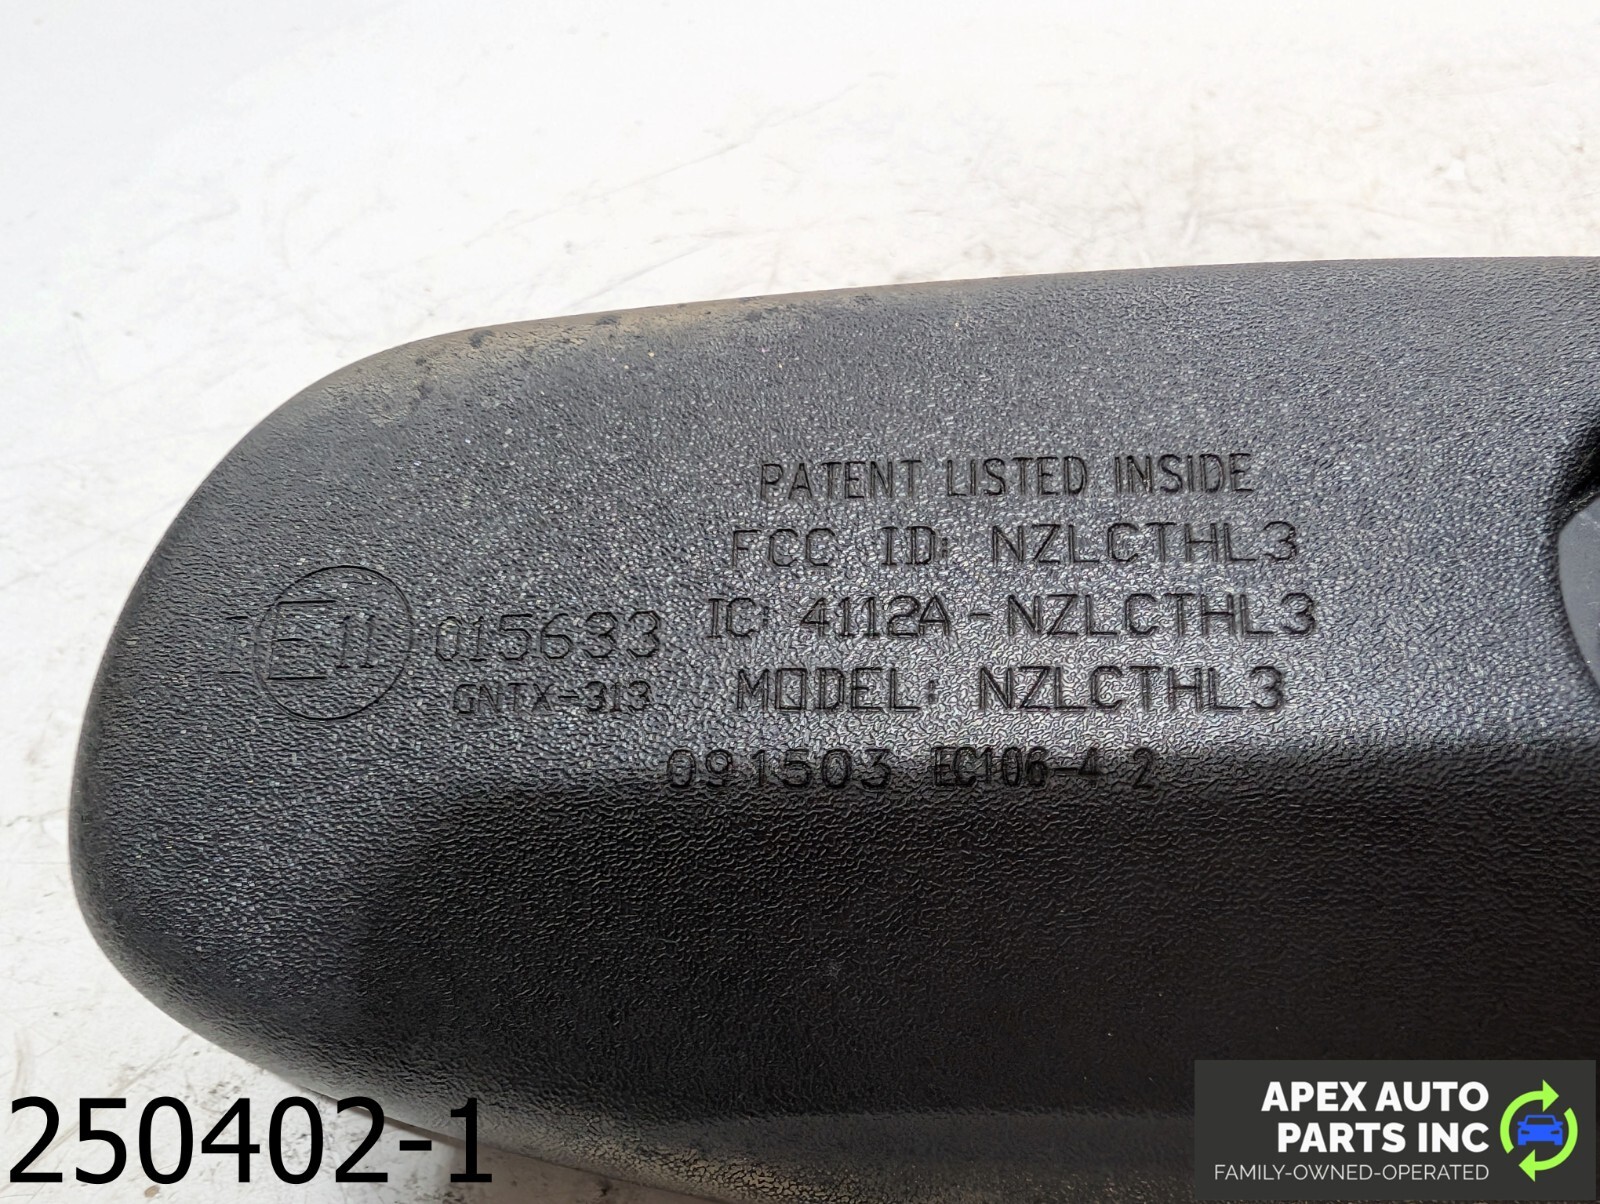 PATENT LISTED INSIDE
FCC ID: NZLCTHL3
I E11 015633 IC: 4112A-NZLCTHL3
GNTX-313 MODEL: NZLCTHL3
091503 EC106-4 2
250402-1
APEX AUTO
PARTS INC
FAMILY-OWNED-OPERATED